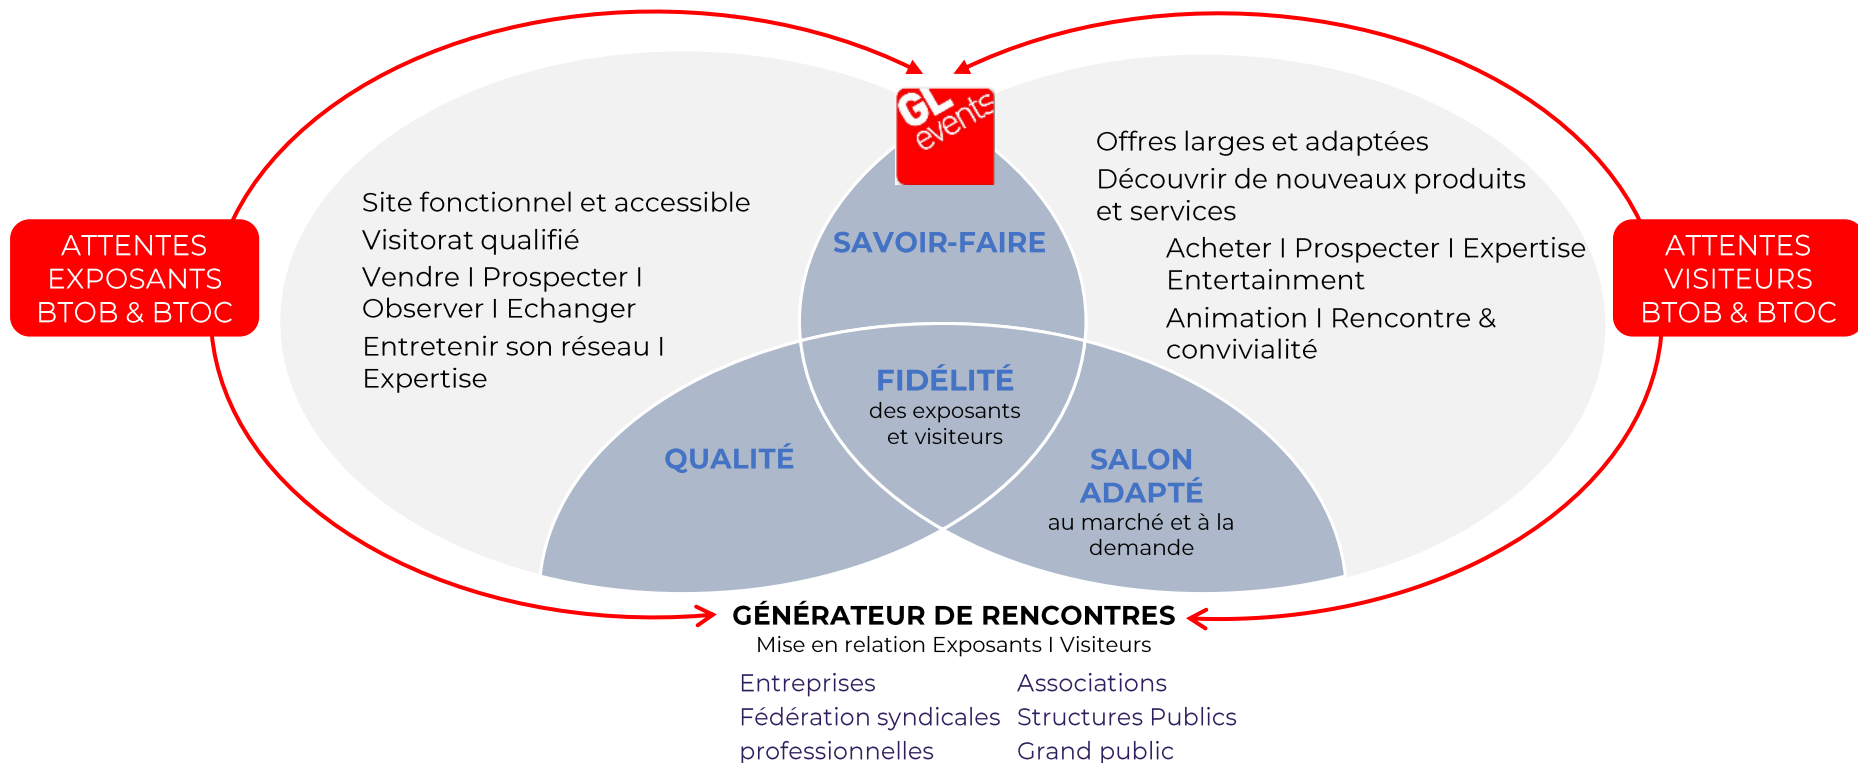 GL
events
ATTENTES
EXPOSANTS
BTOB & BTOC
Site fonctionnel et accessible
Visitorat qualifié
Vendre I Prospecter I
Observer I Echanger
Entretenir son réseau I
Expertise
Offres larges et adaptées
Découvrir de nouveaux produits
et services
Acheter I Prospecter I Expertise
Entertainment
Animation I Rencontre &
convivialité
ATTENTES
VISITEURS
BTOB & BTOC
SAVOIR-FAIRE
FIDÉLITÉ
des exposants
et visiteurs
QUALITÉ
SALON
ADAPTÉ
au marché et à la
demande
GÉNÉRATEUR DE RENCONTRES
Mise en relation Exposants I Visiteurs
Entreprises
Fédération syndicales
professionnelles
Associations
Structures Publics
Grand public